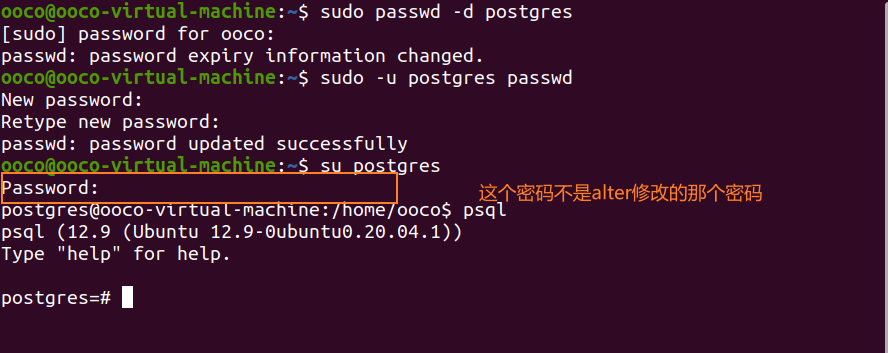 ooco@ooco-virtual-machine:~$ sudo passwd -d postgres
[sudo] password for ooco:
passwd: password expiry information changed.
ooco@ooco-virtual-machine:~$ sudo -u postgres passwd
New password:
Retype new password:
passwd: password updated successfully
ooco@ooco-virtual-machine:~$ su postgres
Password:
这个密码不是alter修改的那个密码
postgres@ooco-virtual-machine:/home/ooco$ psql
psql (12.9 (Ubuntu 12.9-0ubuntu0.20.04.1))
Type "help" for help.
postgres=#